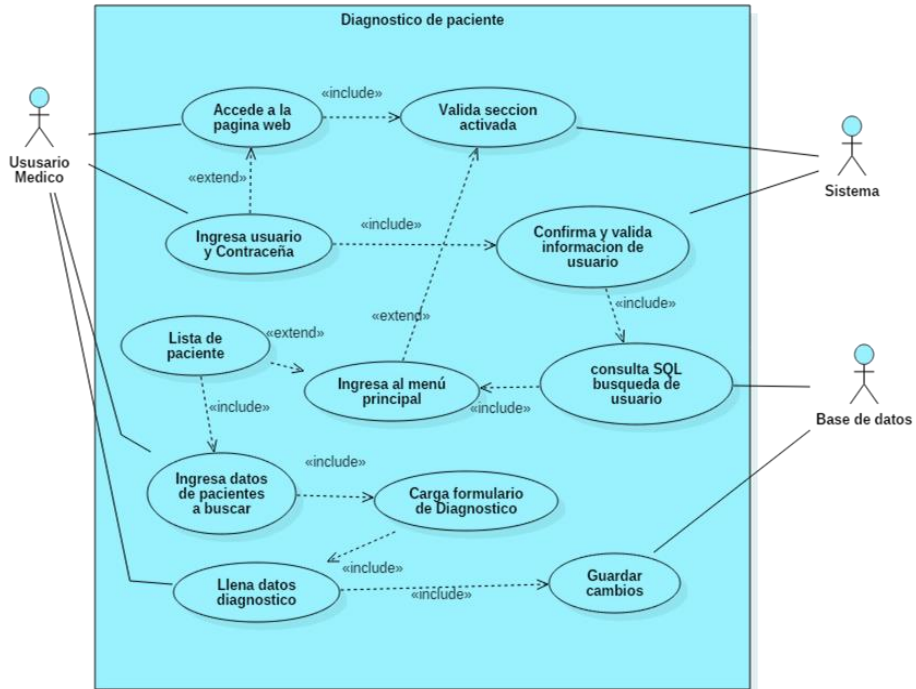 Diagnostico de paciente
«include»
Accede a la
pagina web
Valida seccion
activada
Ususario
Medico
«extend»
Sistema
Ingresa usuario
y Contraceña
«include»
Confirma y valida
informacion de
usuario
«include»
«extend»
Lista de
paciente
«extend»
Ingresa al menú
principal
consulta SQL
busqueda de
usuario
«include»
«include»
Base de datos
Ingresa datos
de pacientes
a buscar
«include»
Carga formulario
de Diagnostico
«include»
Llena datos
diagnostico
«include»
Guardar
cambios